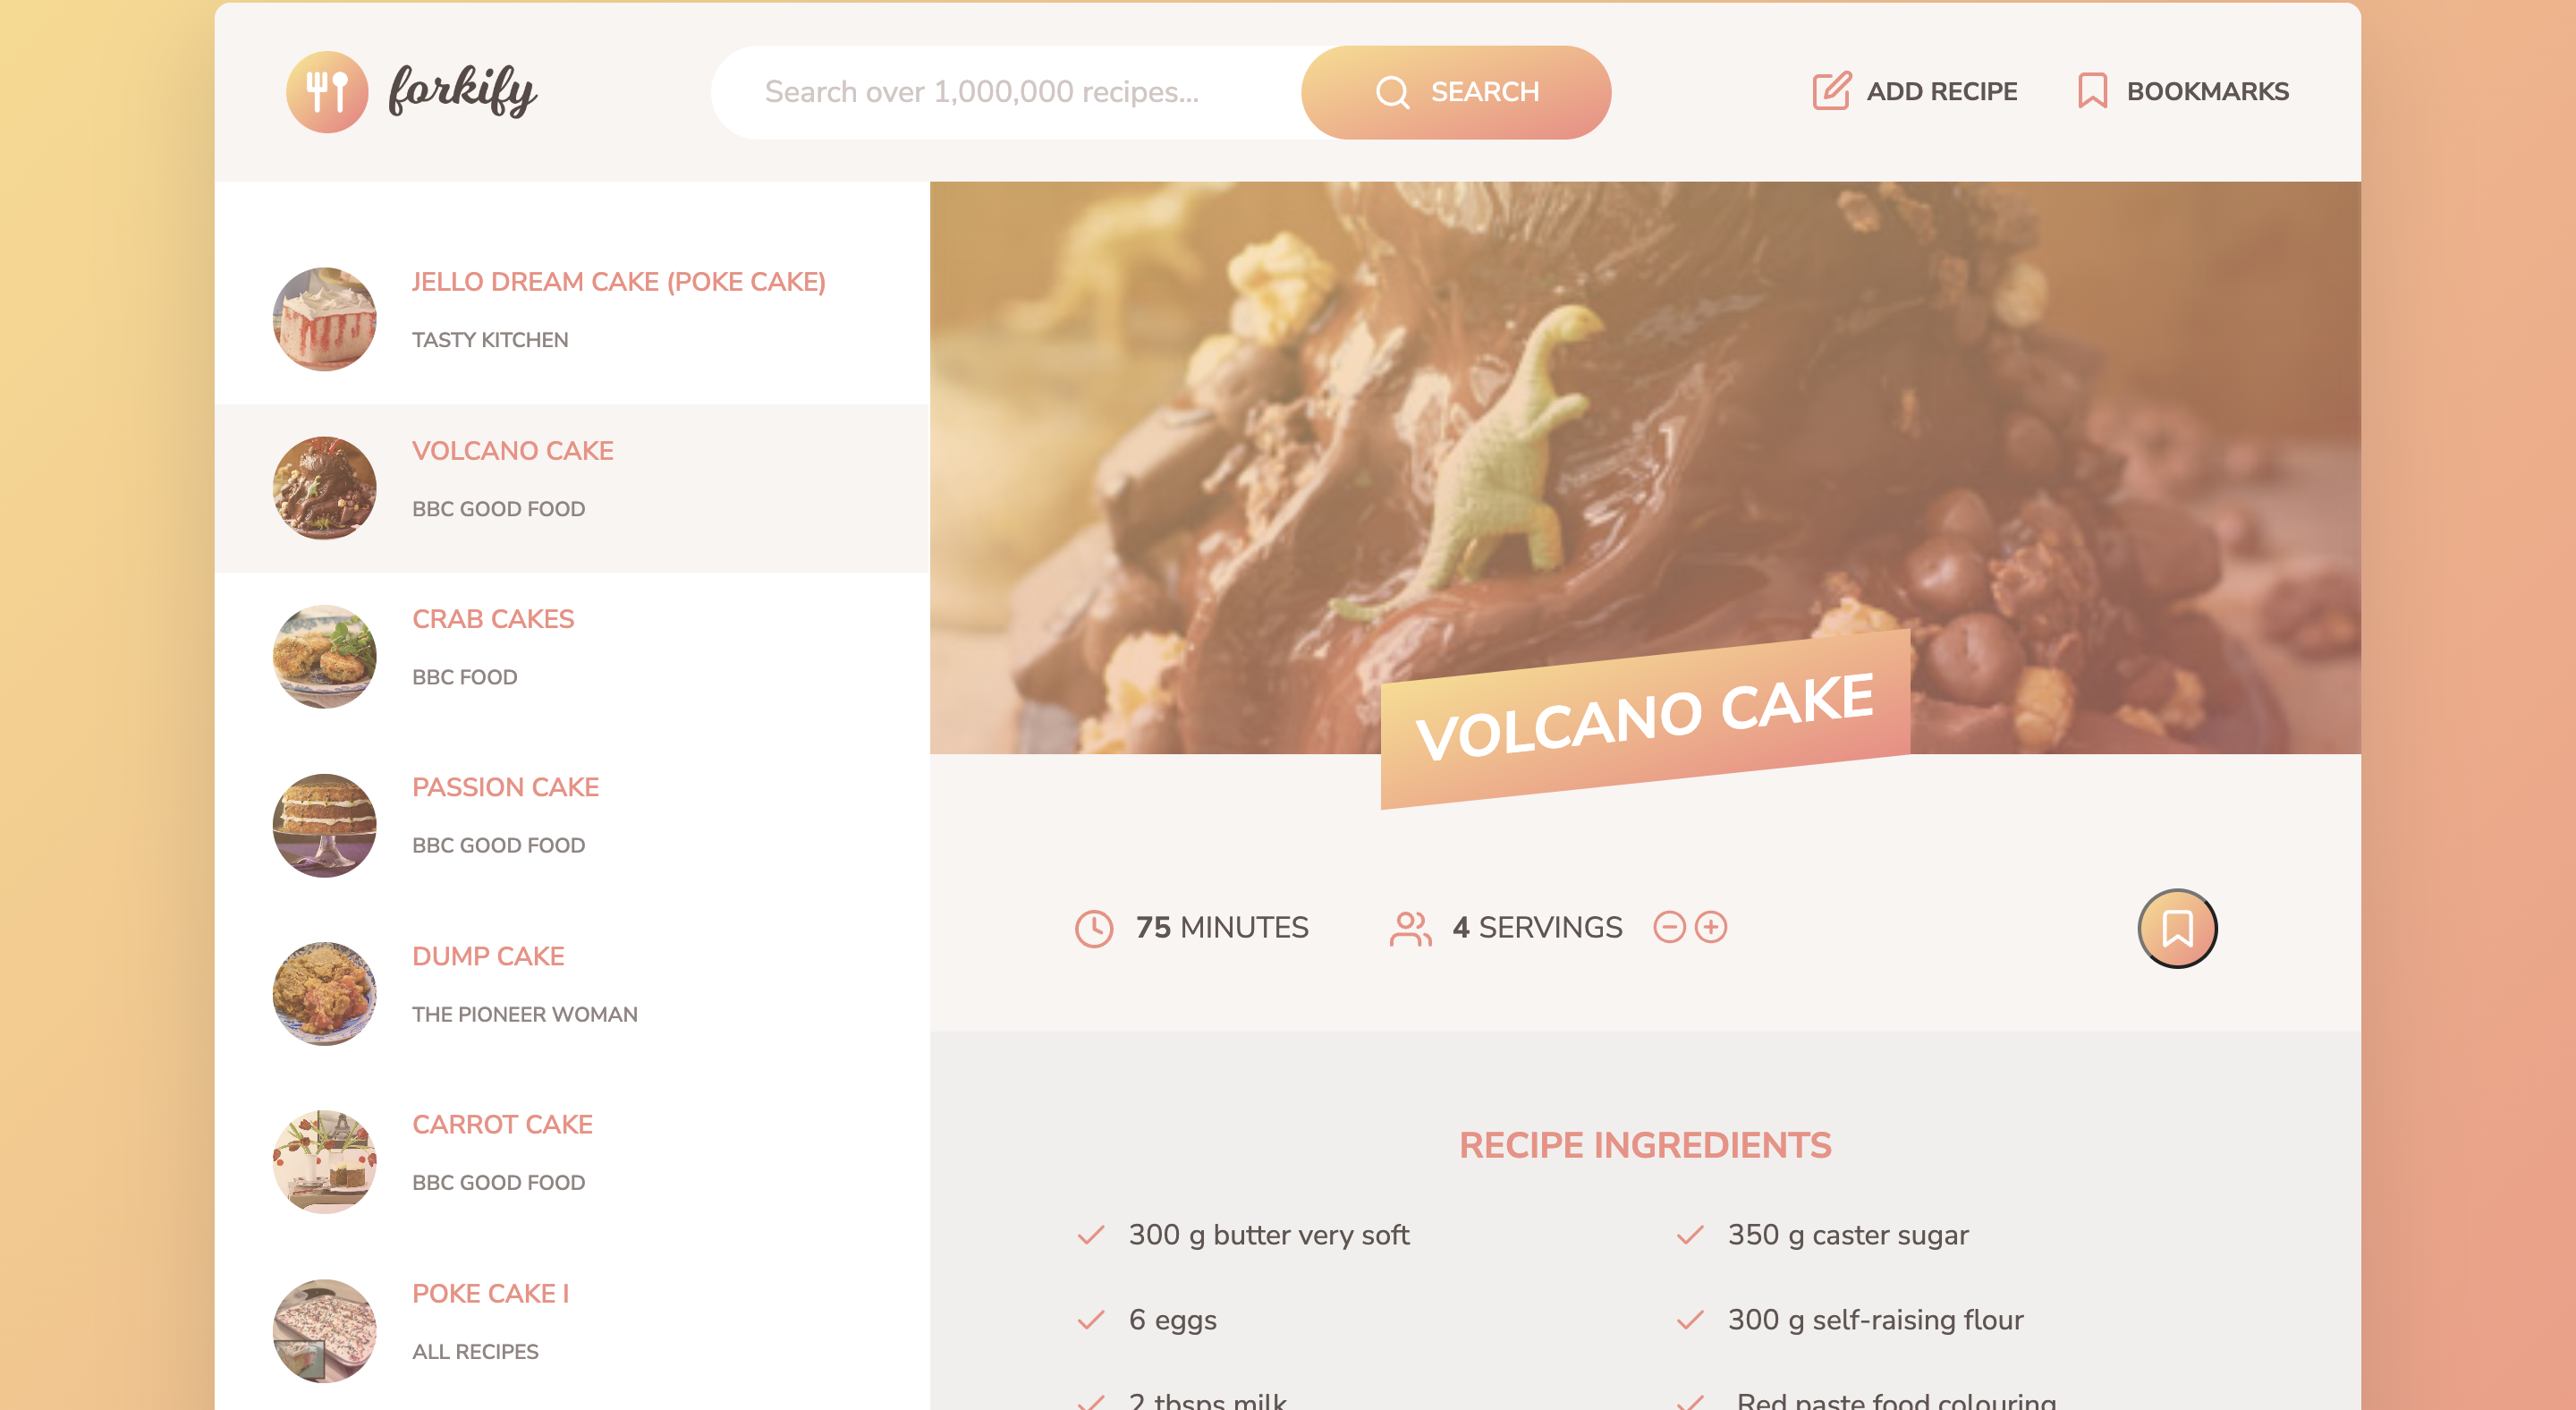 forkify
Search over 1,000,000 recipes...
SEARCH
ADD RECIPE
BOOKMARKS
JELLO DREAM CAKE (POKE CAKE)
TASTY KITCHEN
VOLCANO CAKE
BBC GOOD FOOD
CRAB CAKES
BBC FOOD
PASSION CAKE
BBC GOOD FOOD
DUMP CAKE
THE PIONEER WOMAN
CARROT CAKE
BBC GOOD FOOD
POKE CAKE I
ALL RECIPES
VOLCANO CAKE
75 MINUTES
4 SERVINGS
RECIPE INGREDIENTS
300 g butter very soft
350 g caster sugar
6 eggs
300 g self-raising flour
2 tbsps milk
Red paste food colouring